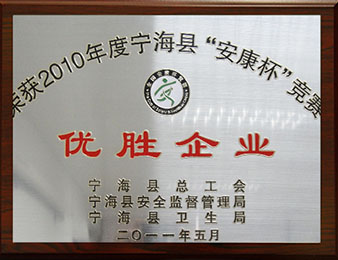 荣获2010年度宁海县“安康杯”竞赛
优胜企业
宁海县总工会
宁海县安全监督管理局
宁海县卫生局
二〇一一年五月